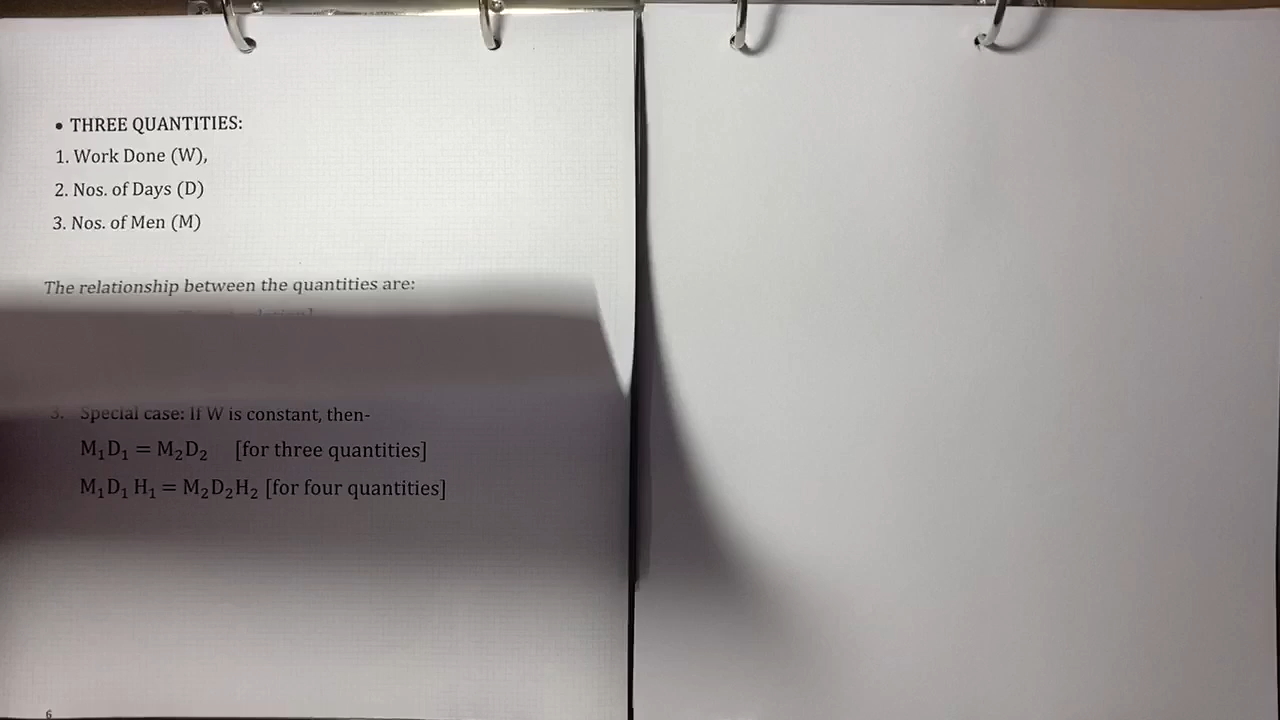 • THREE QUANTITIES:
1. Work Done (W),
2. Nos. of Days (D)
3. Nos. of Men (M)
The relationship between the quantities are:
3. Special case: If W is constant, then-
M₁D₁ = M₂D₂ [for three quantities]
M₁D₁ H₁ = M₂D₂H₂ [for four quantities]
6